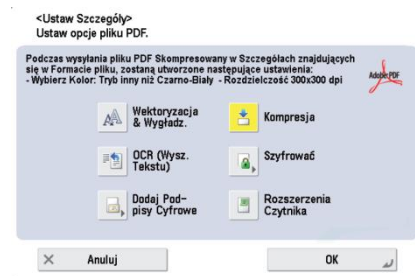 <Ustaw Szczegóły>
Ustaw opcje pliku PDF.
Podczas wysyłania pliku PDF Skompresowany w Szczegółach znajdujących
się w Formacie pliku, zostaną utworzone następujące ustawienia:
- Wybierz Kolor: Tryb inny niż Czarno-Biały - Rozdzielczość 300x300 dpi
Adobe PDF
Wektoryzacja
& Wygładz.
Kompresja
OCR (Wysz.
Tekstu)
Szyfrować
Dodaj Pod-
pisy Cyfrowe
Rozszerzenia
Czytnika
Anuluj
OK